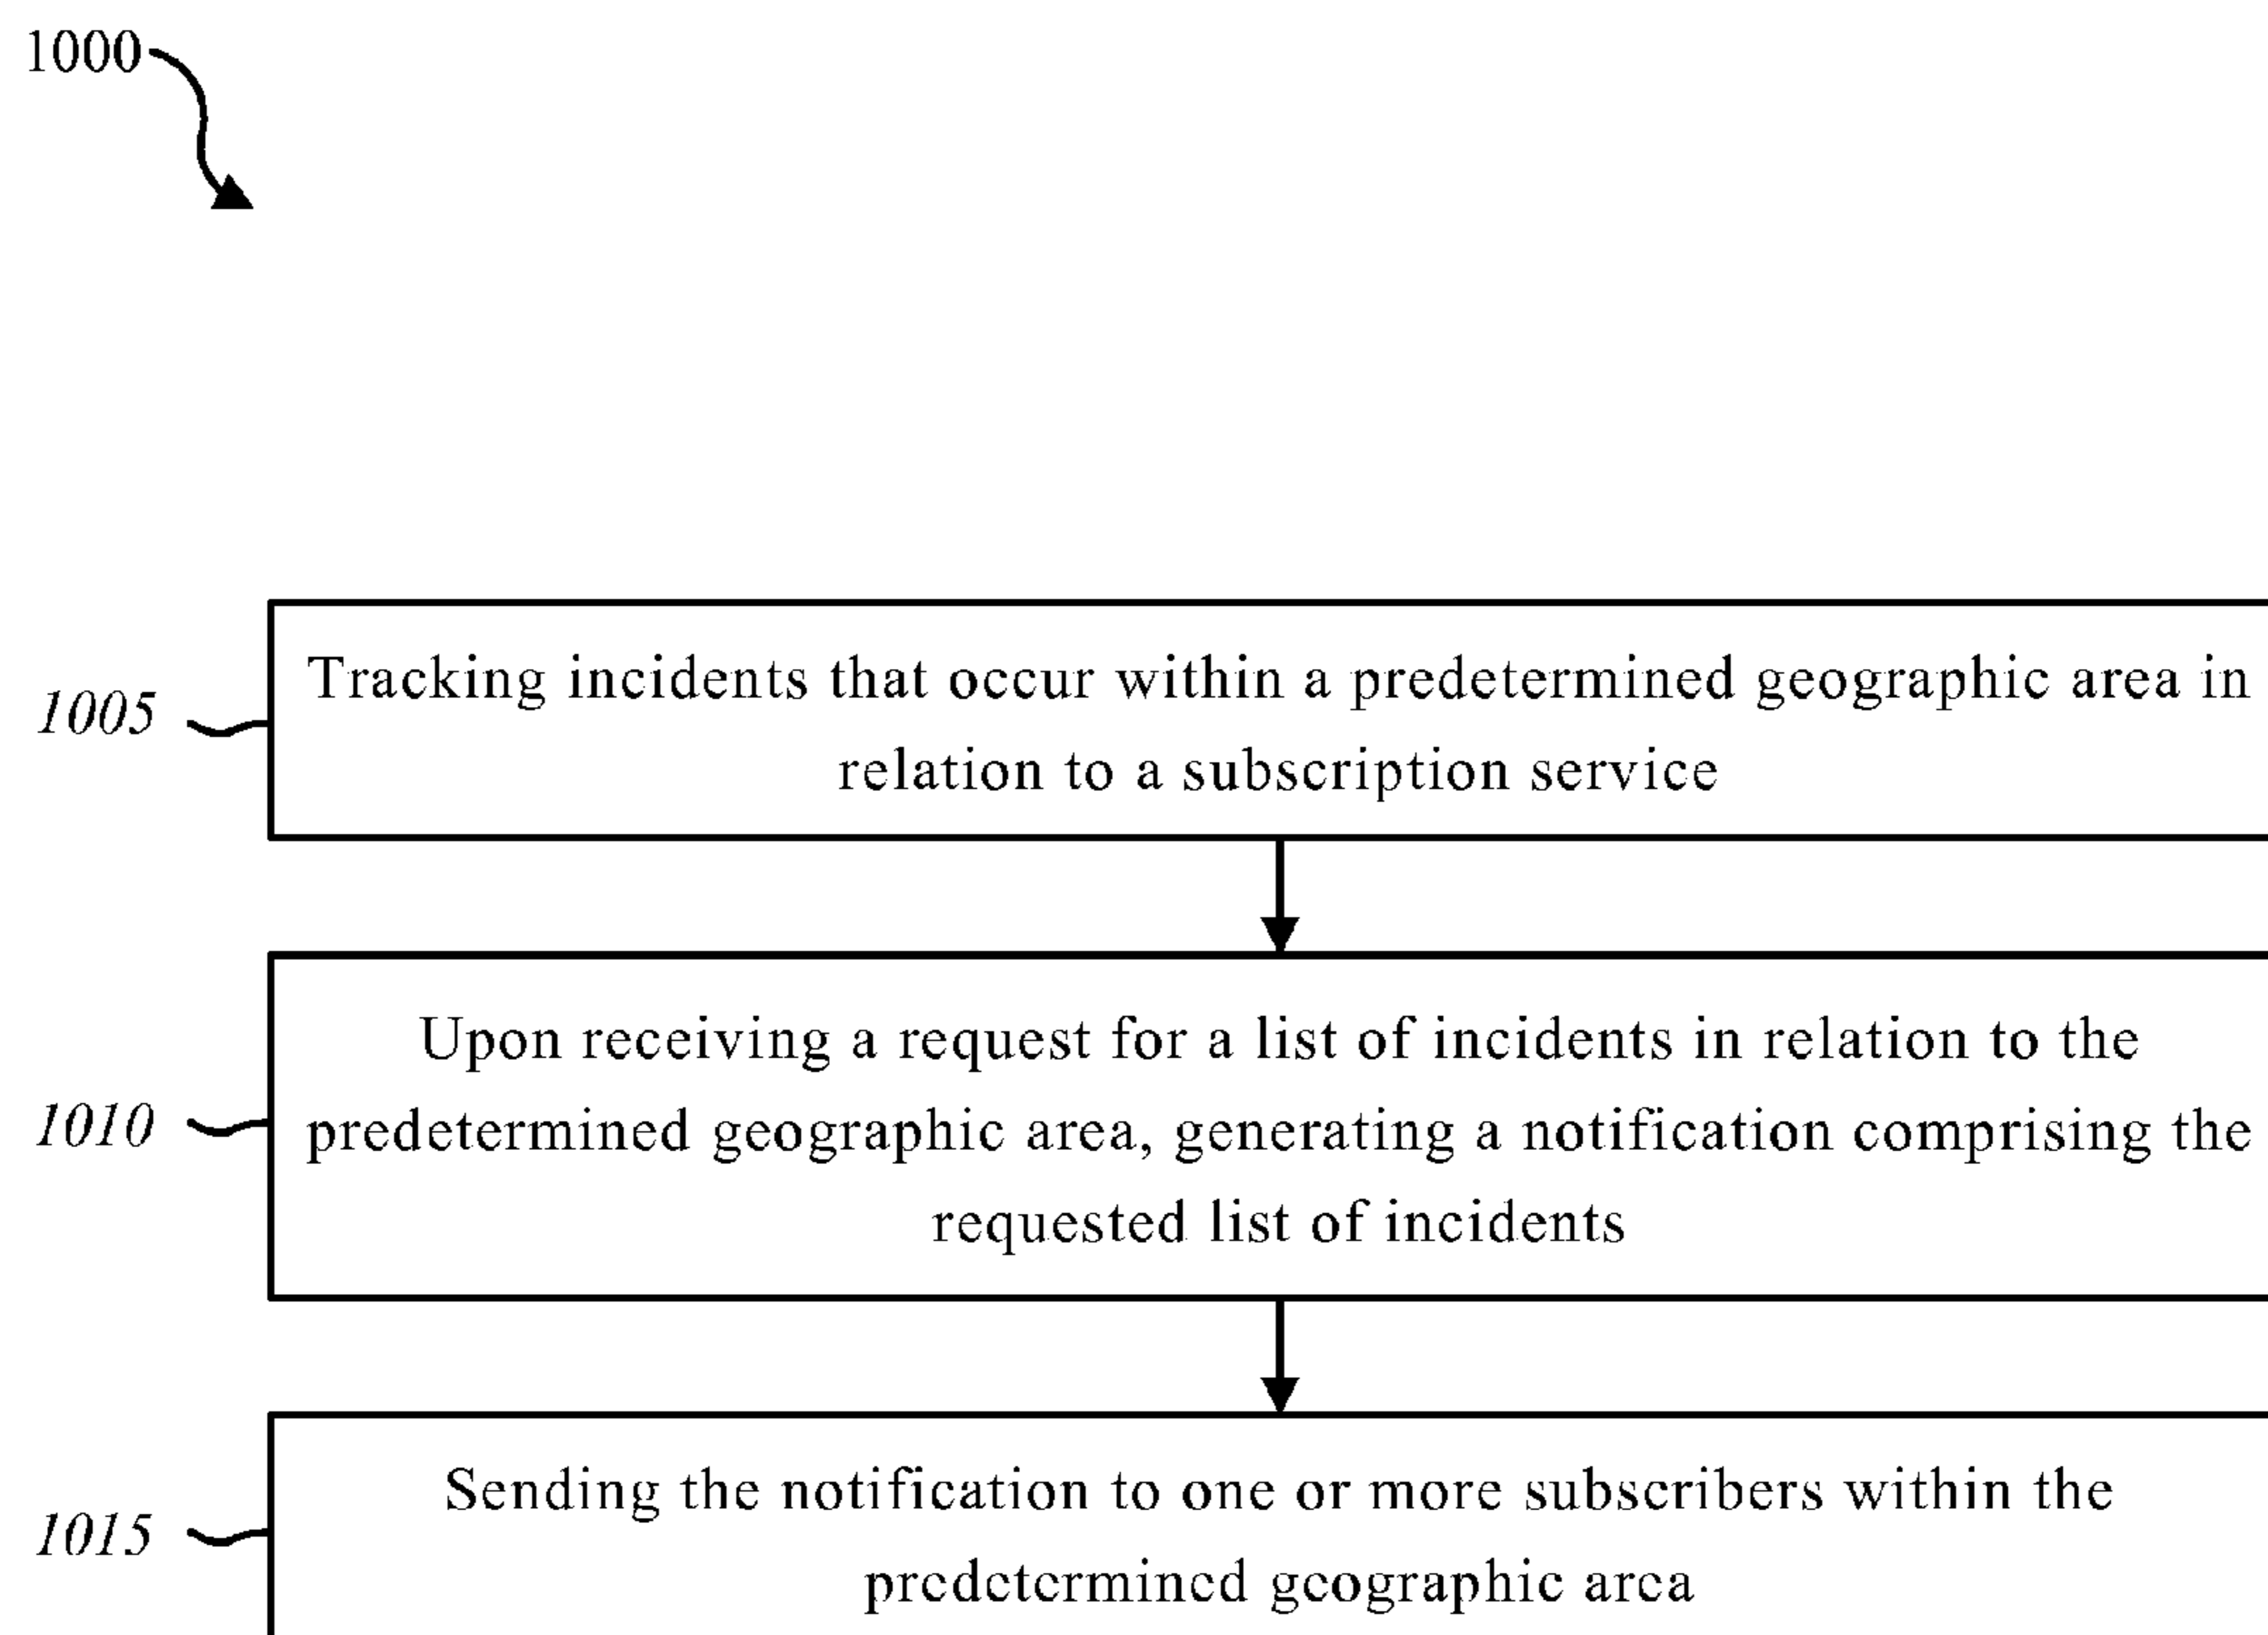 1000
Tracking incidents that occur within a predetermined geographic area in
relation to a subscription service
1005
Upon receiving a request for a list of incidents in relation to the
predetermined geographic area, generating a notification comprising the
requested list of incidents
1010
Sending the notification to one or more subscribers within the
predetermined geographic area
1015